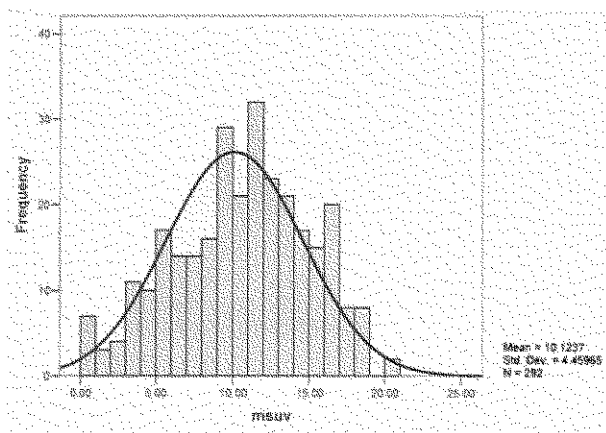 40
30
20
10
0
Frequency
0.00 5.00 10.00 15.00 20.00 25.00
msuv
Mean = 10.1237
Std. Dev. = 4.45965
N = 292